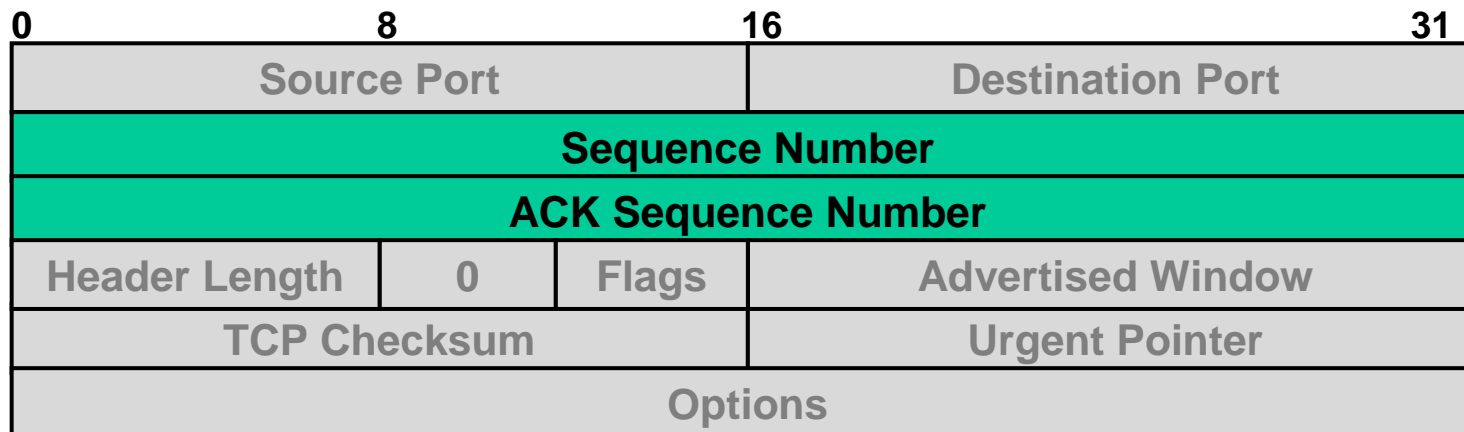 0 8 16 31
Source Port Destination Port
Sequence Number
ACK Sequence Number
Header Length 0 Flags Advertised Window
TCP Checksum Urgent Pointer
Options